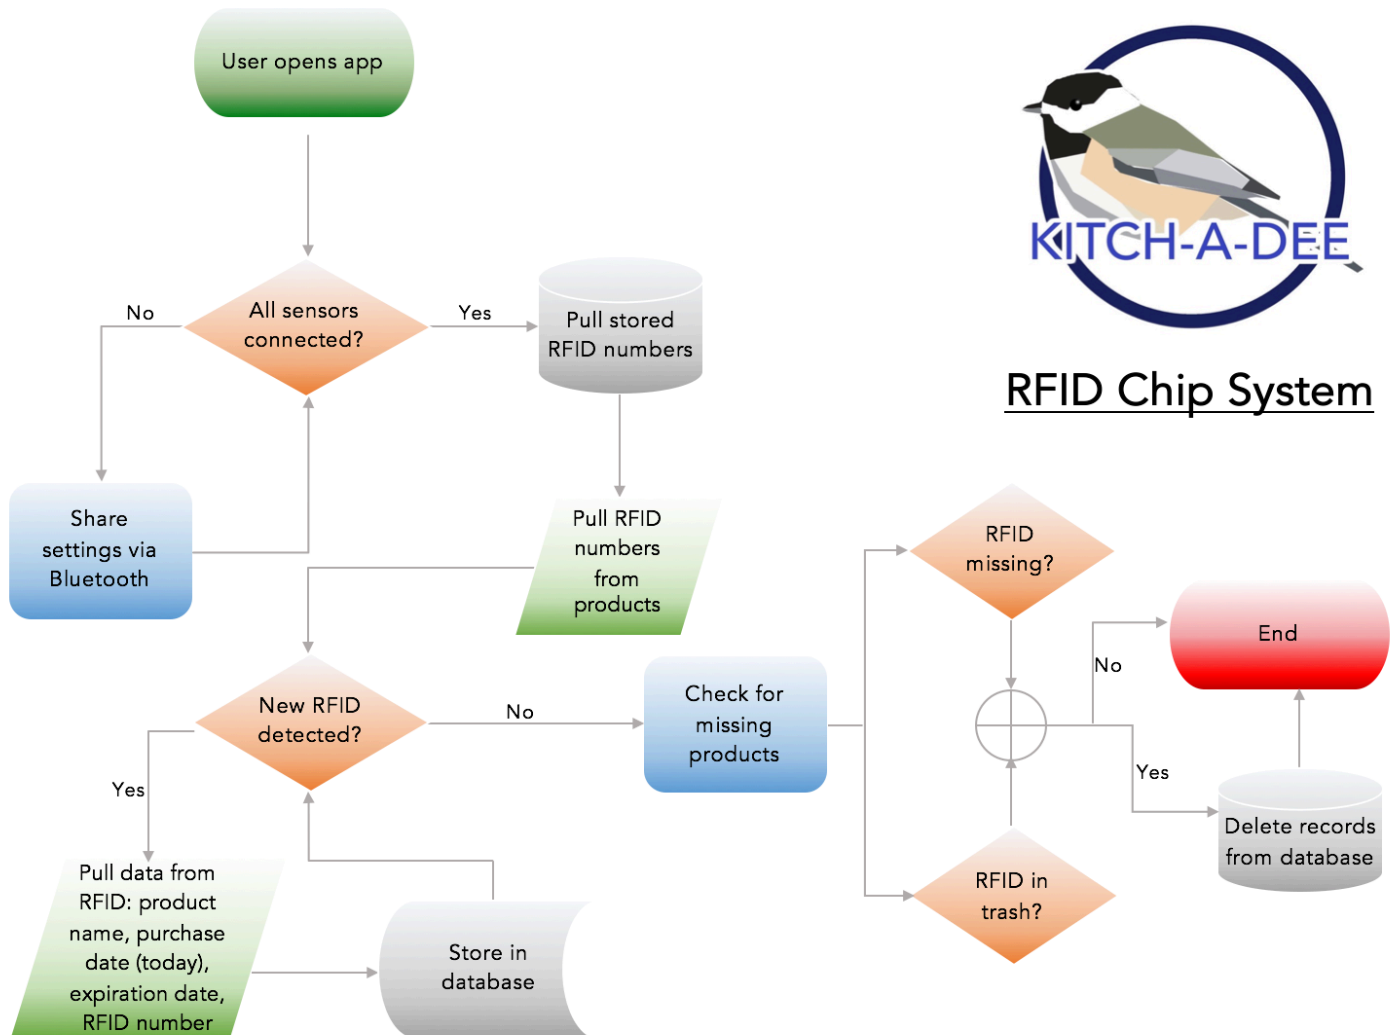 User opens app
KITCH-A-DEE
RFID Chip System
All sensors
connected?
No
Yes
Pull stored
RFID numbers
Share
settings via
Bluetooth
Pull RFID
numbers
from
products
New RFID
detected?
Yes
No
Pull data from
RFID: product
name, purchase
date (today),
expiration date,
RFID number
Store in
database
Check for
missing
products
RFID
missing?
RFID in
trash?
No
Yes
End
Delete records
from database